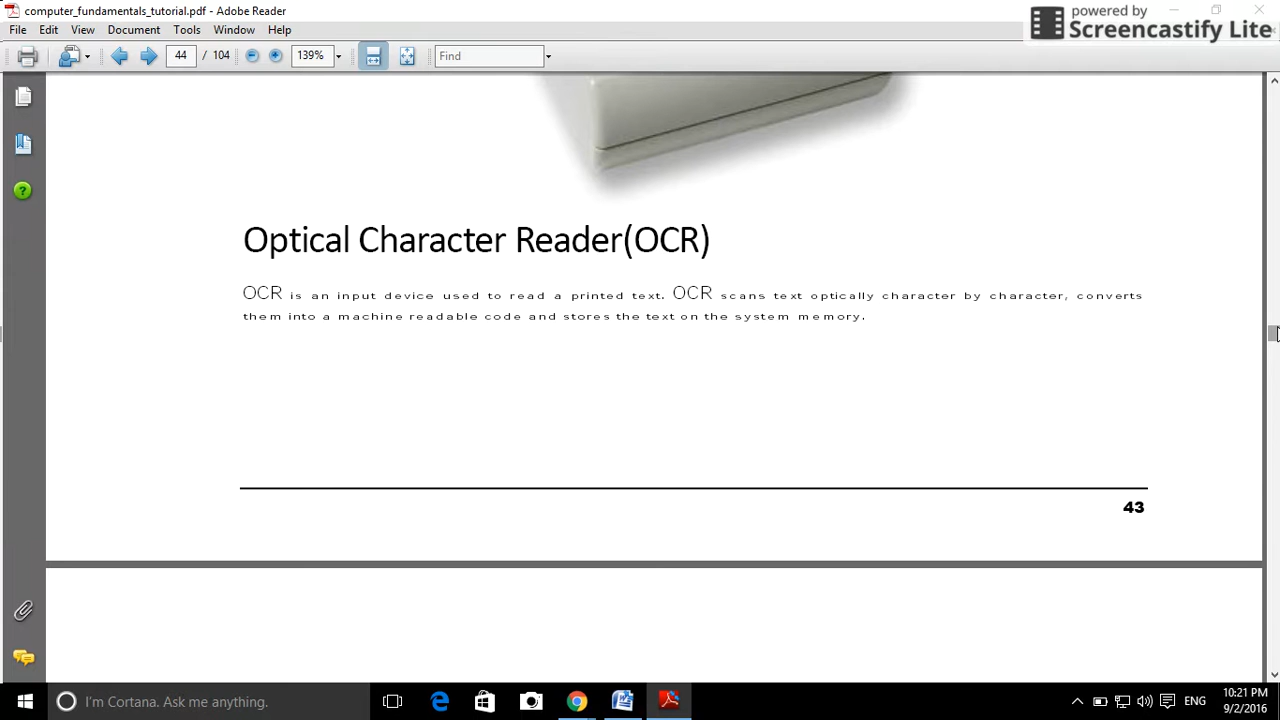 computer_fundamentals_tutorial.pdf - Adobe Reader
powered by
Screencastify Lite
File Edit View Document Tools Window Help
44 / 104 139% Find
Optical Character Reader(OCR)
OCR is an input device used to read a printed text. OCR scans text optically character by character, converts
them into a machine readable code and stores the text on the system memory.
43
I'm Cortana. Ask me anything.
ENG
10:21 PM
9/2/2016